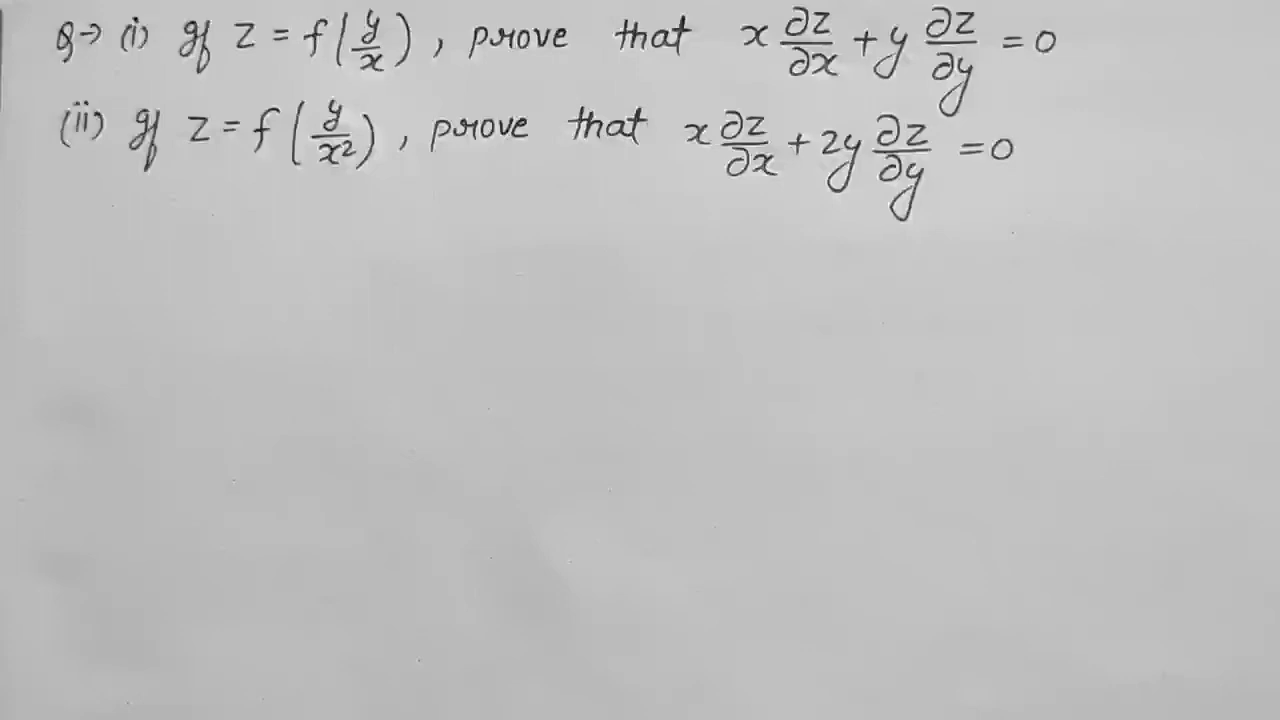 Q→ (i) If z = f(y/x), prove that x ∂z/∂x + y ∂z/∂y = 0
(ii) If z = f(y/x²), prove that x ∂z/∂x + 2y ∂z/∂y = 0